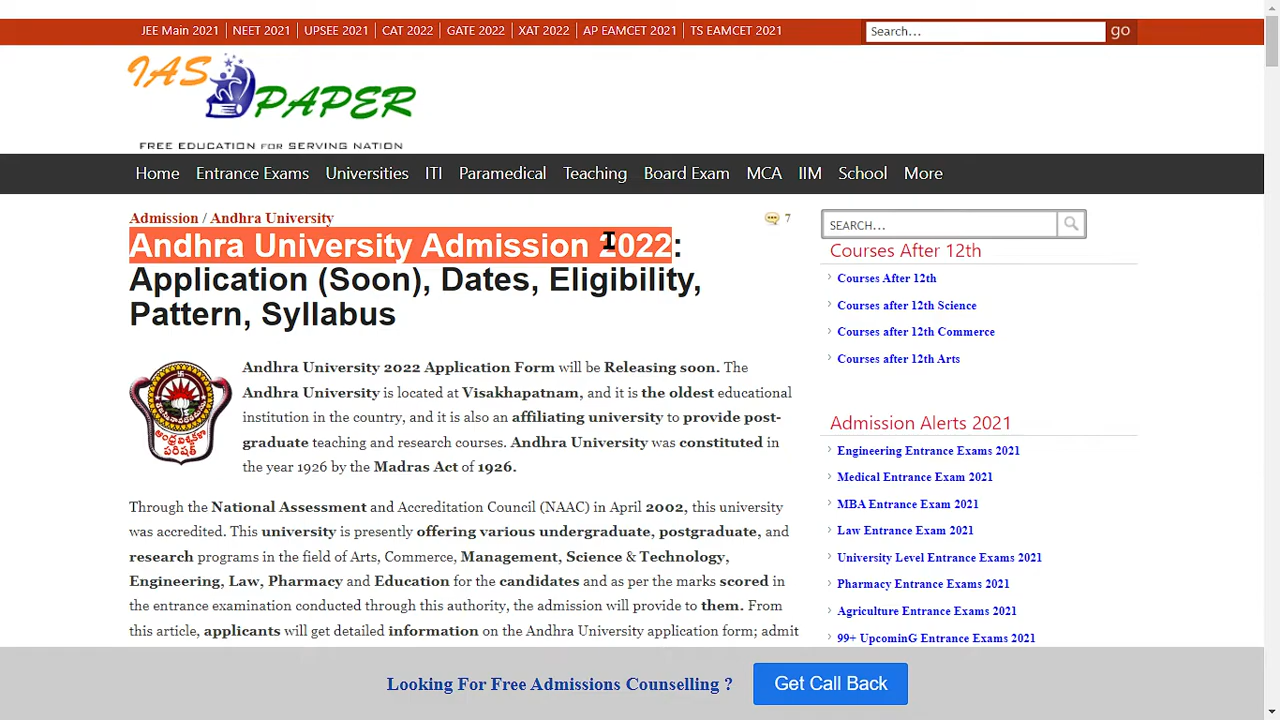 JEE Main 2021 | NEET 2021 | UPSEE 2021 | CAT 2022 | GATE 2022 | XAT 2022 | AP EAMCET 2021 | TS EAMCET 2021
Search...
go
IAS
PAPER
FREE EDUCATION FOR SERVING NATION
Home Entrance Exams Universities ITI Paramedical Teaching Board Exam MCA IIM School More
Admission / Andhra University
7
Andhra University Admission 2022:
Application (Soon), Dates, Eligibility,
Pattern, Syllabus
Andhra University 2022 Application Form will be Releasing soon. The
Andhra University is located at Visakhapatnam, and it is the oldest educational
institution in the country, and it is also an affiliating university to provide post-
graduate teaching and research courses. Andhra University was constituted in
the year 1926 by the Madras Act of 1926.
Through the National Assessment and Accreditation Council (NAAC) in April 2002, this university
was accredited. This university is presently offering various undergraduate, postgraduate, and
research programs in the field of Arts, Commerce, Management, Science & Technology,
Engineering, Law, Pharmacy and Education for the candidates and as per the marks scored in
the entrance examination conducted through this authority, the admission will provide to them. From
this article, applicants will get detailed information on the Andhra University application form; admit
SEARCH...
Courses After 12th
Courses After 12th
Courses after 12th Science
Courses after 12th Commerce
Courses after 12th Arts
Admission Alerts 2021
Engineering Entrance Exams 2021
Medical Entrance Exam 2021
MBA Entrance Exam 2021
Law Entrance Exam 2021
University Level Entrance Exams 2021
Pharmacy Entrance Exams 2021
Agriculture Entrance Exams 2021
99+ UpcominG Entrance Exams 2021
Looking For Free Admissions Counselling ?
Get Call Back